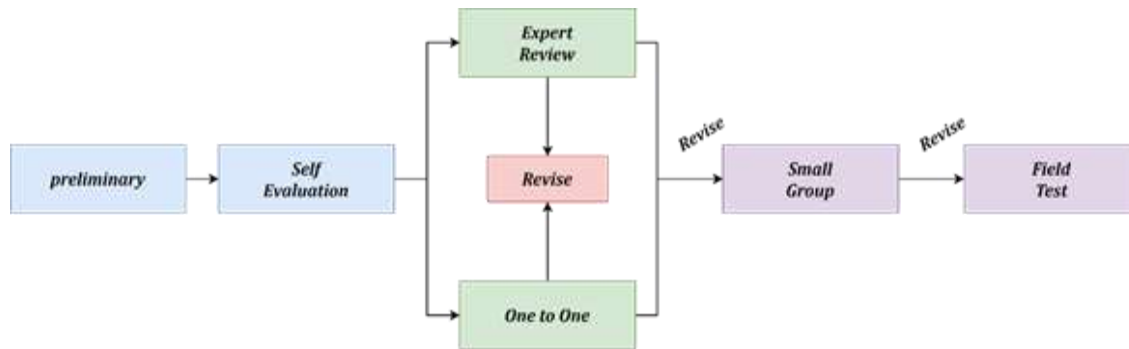 preliminary
Self
Evaluation
Expert
Review
Revise
One to One
Revise
Small
Group
Revise
Field
Test